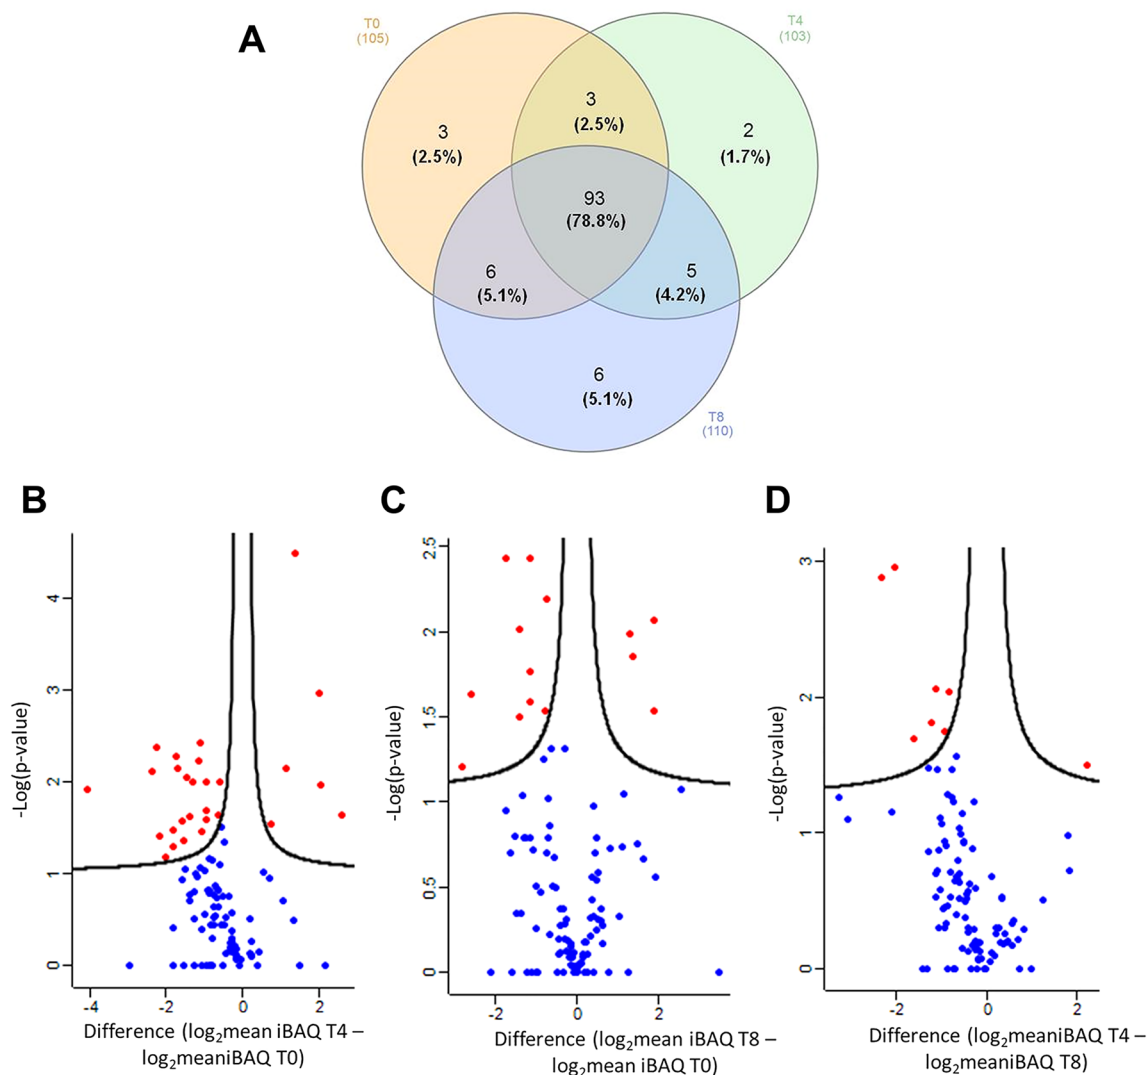 A
T0
(105)
T4
(103)
3
(2.5%)
3
(2.5%)
2
(1.7%)
93
(78.8%)
6
(5.1%)
5
(4.2%)
6
(5.1%)
T8
(110)
B
-Log(p-value)
4
3
2
1
0
-4
-2
0
2
Difference (log₂mean iBAQ T4 –
log₂meaniBAQ T0)
C
-Log(p-value)
2.5
2
1.5
1
0.5
0
-2
0
2
Difference (log₂mean iBAQ T8 –
log₂mean iBAQ T0)
D
-Log(p-value)
3
2
1
0
-2
0
2
Difference (log₂meaniBAQ T4 –
log₂meaniBAQ T8)